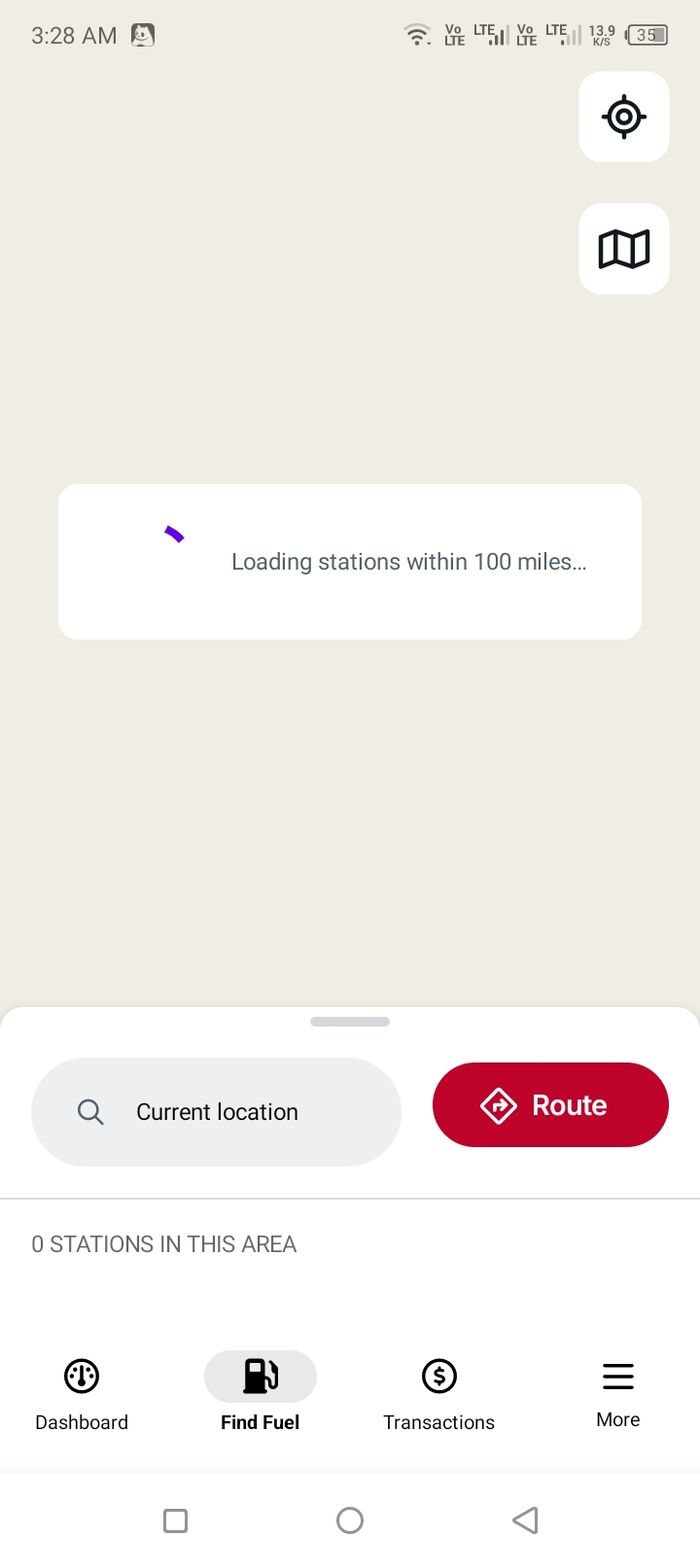 3:28 AM
Vo LTE LTE Vo LTE LTE 13.9 K/S 35
Loading stations within 100 miles...
Current location
Route
0 STATIONS IN THIS AREA
Dashboard
Find Fuel
Transactions
More